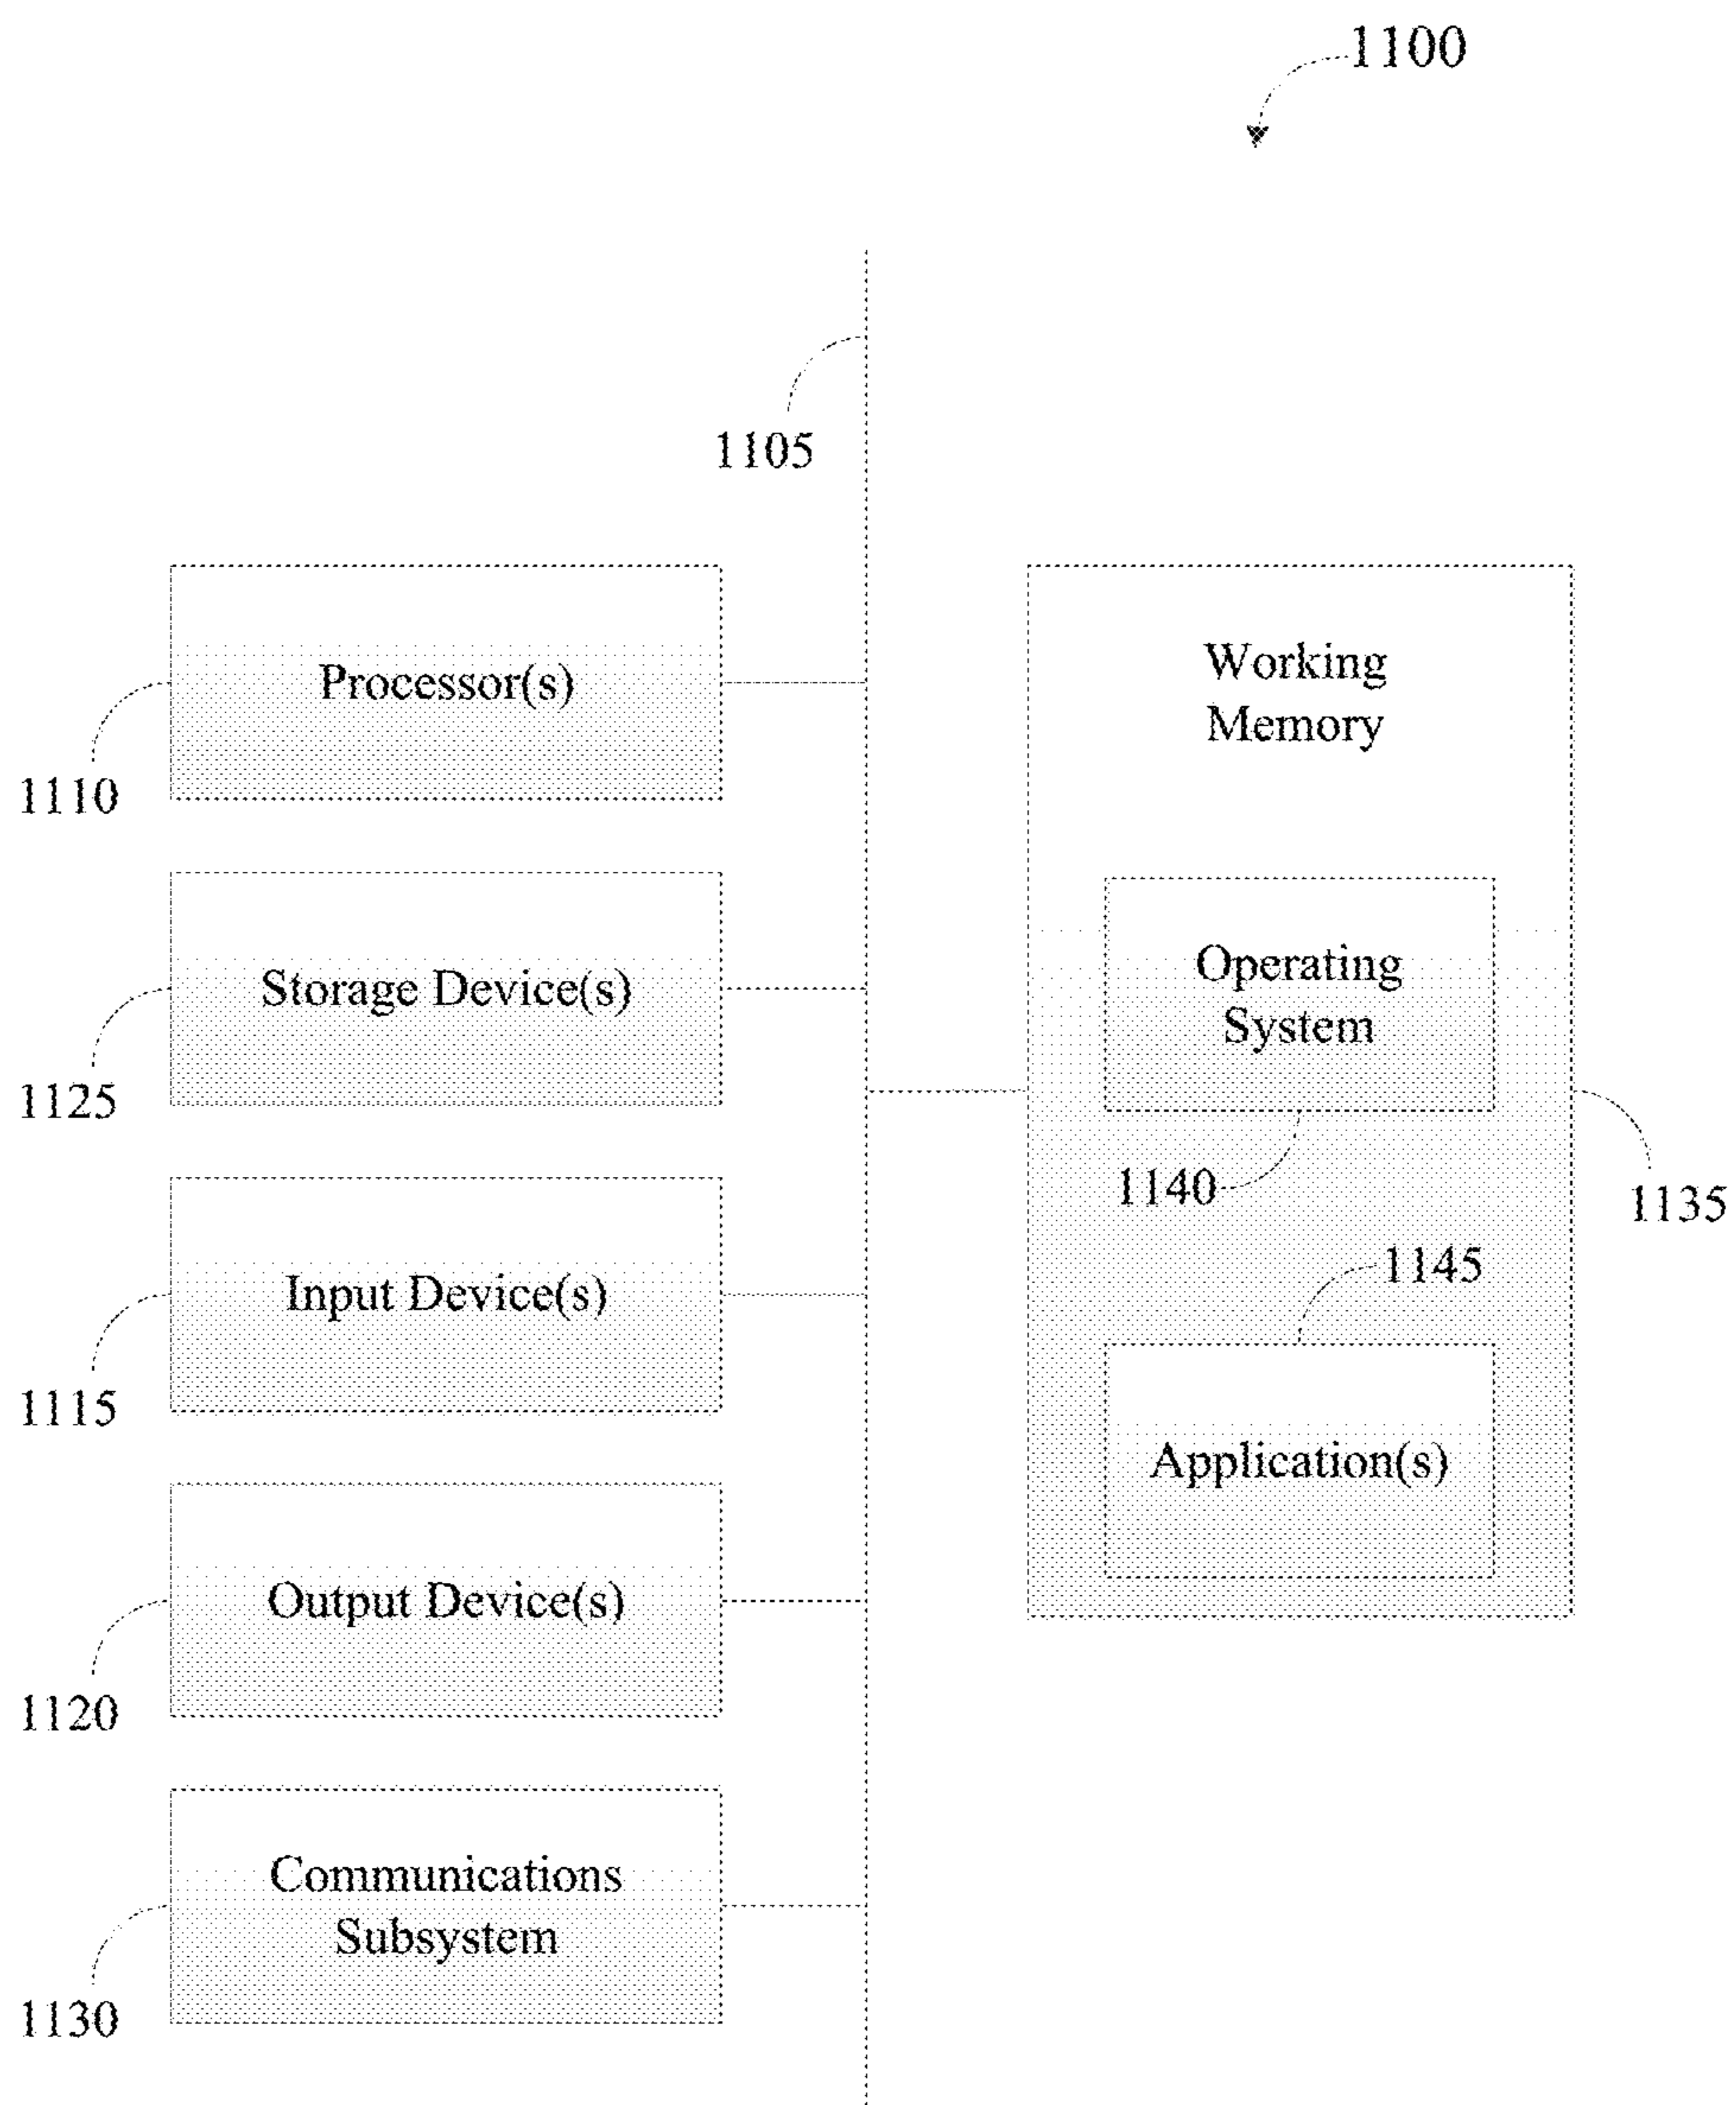 1100
1105
Processor(s)
1110
Storage Device(s)
1125
Input Device(s)
1115
Output Device(s)
1120
Communications
Subsystem
1130
Working
Memory
Operating
System
1140
1135
1145
Application(s)